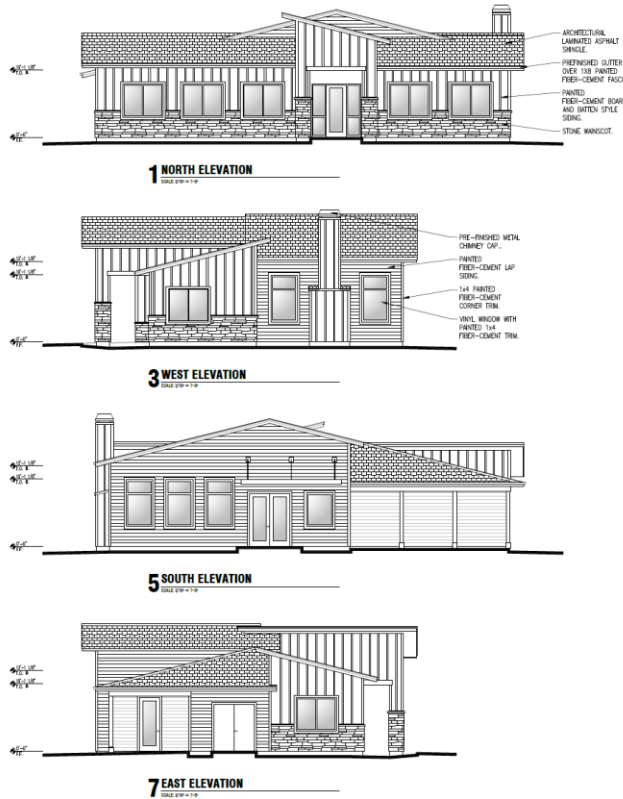 ARCHITECTURAL
LAMINATED ASPHALT
SHINGLE.
PREFINISHED GUTTER
OVER 1X8 PAINTED
FIBER-CEMENT FASC
PAINTED
FIBER-CEMENT BOAR
AND BATTEN STYLE
SIDING.
STONE WAINSCOT.
1 NORTH ELEVATION
PRE-FINISHED METAL
CHIMNEY CAP.
PAINTED
FIBER-CEMENT LAP
SIDING.
1x4 PAINTED
FIBER-CEMENT
CORNER TRIM.
VINYL WINDOW WITH
PAINTED 1x4
FIBER-CEMENT TRIM.
3 WEST ELEVATION
5 SOUTH ELEVATION
7 EAST ELEVATION